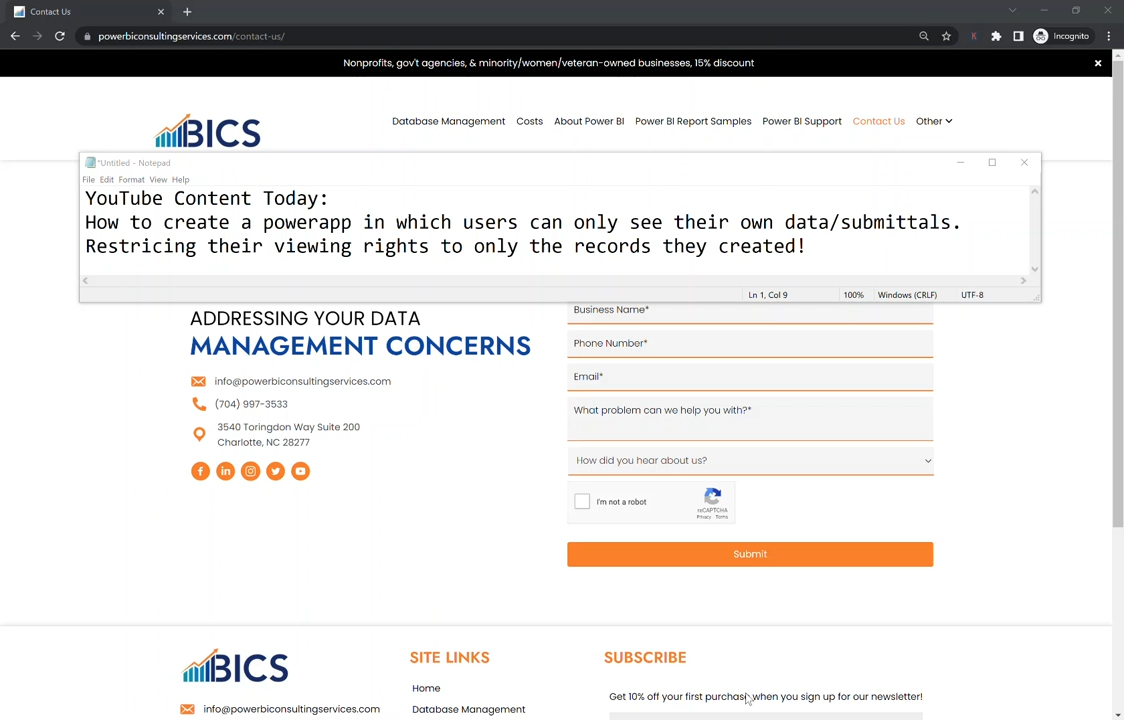 Contact Us
powerbiconsultingservices.com/contact-us/
Incognito
Nonprofits, gov't agencies, & minority/women/veteran-owned businesses, 15% discount
BICS
Database Management Costs About Power BI Power BI Report Samples Power BI Support Contact Us Other
*Untitled - Notepad
File Edit Format View Help
YouTube Content Today:
How to create a powerapp in which users can only see their own data/submittals.
Restricing their viewing rights to only the records they created!
Ln 1, Col 9 100% Windows (CRLF) UTF-8
ADDRESSING YOUR DATA
MANAGEMENT CONCERNS
info@powerbiconsultingservices.com
(704) 997-3533
3540 Toringdon Way Suite 200
Charlotte, NC 28277
Business Name*
Phone Number*
Email*
What problem can we help you with?*
How did you hear about us?
I'm not a robot
reCAPTCHA
Privacy - Terms
Submit
BICS
info@powerbiconsultingservices.com
SITE LINKS
Home
Database Management
SUBSCRIBE
Get 10% off your first purchase when you sign up for our newsletter!